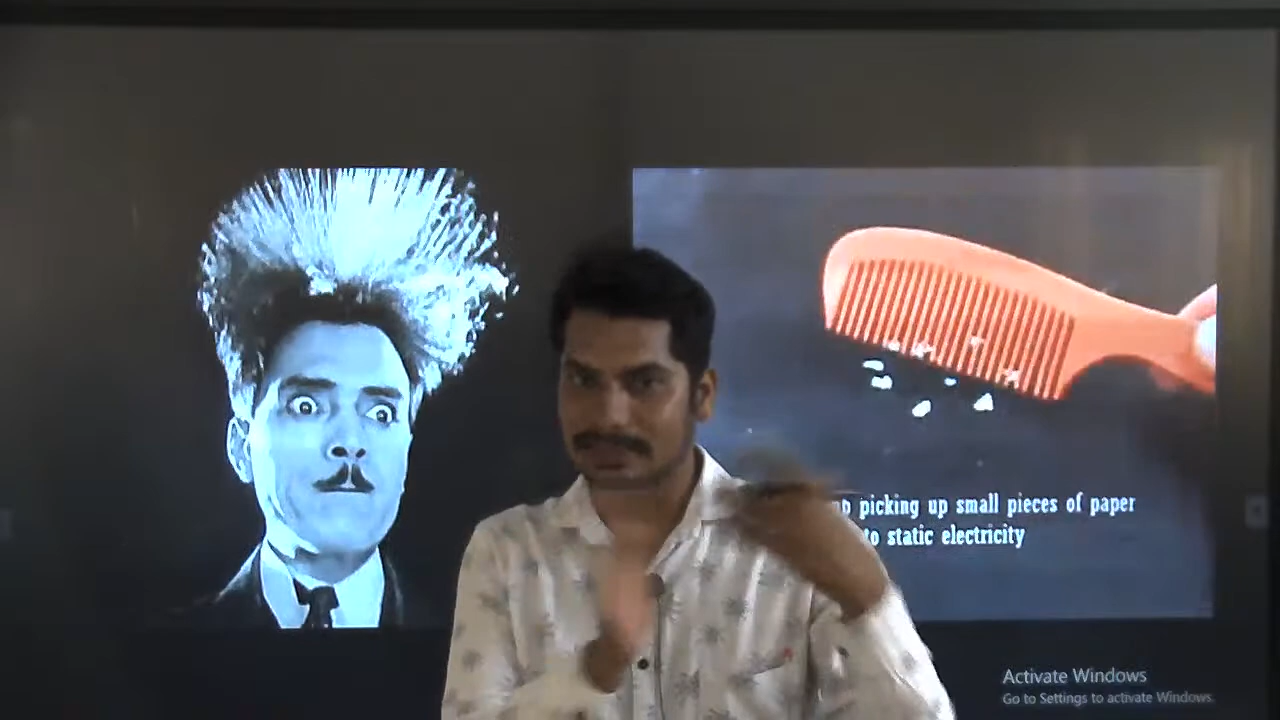 picking up small pieces of paper
to static electricity
Activate Windows
Go to Settings to activate Windows.